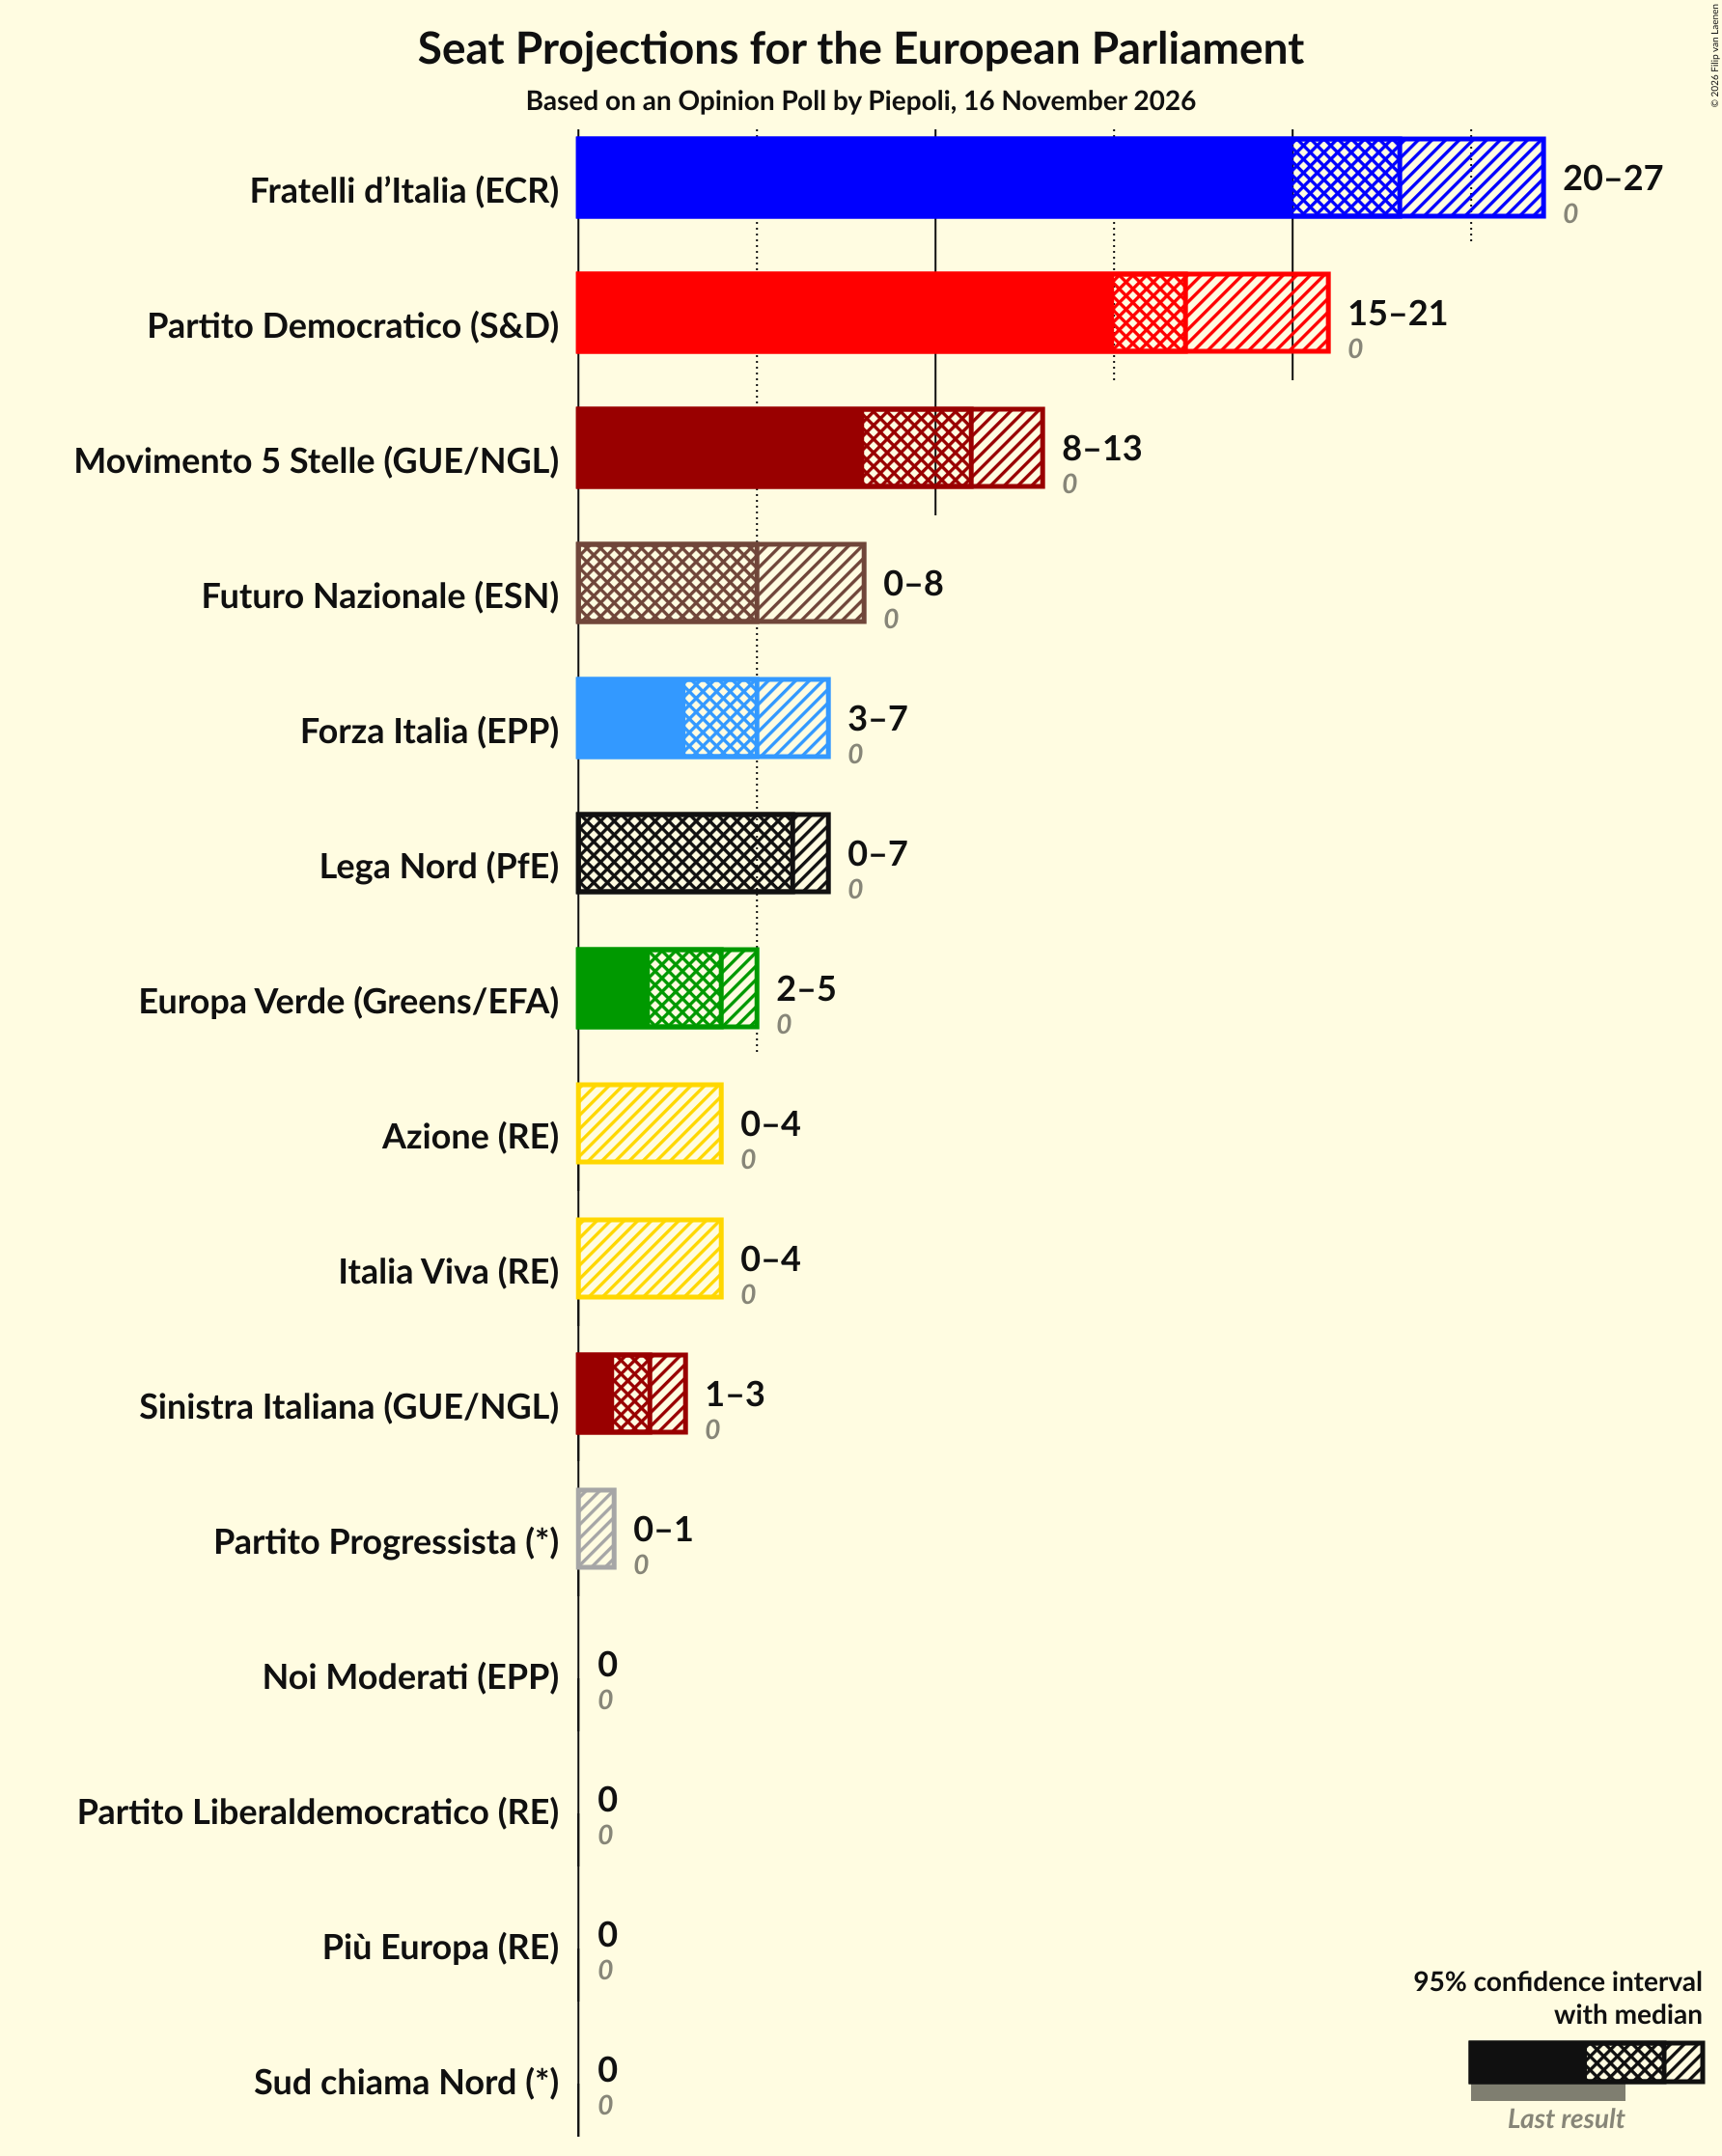 Seat Projections for the European Parliament
Based on an Opinion Poll by Piepoli, 16 November 2026
© 2026 Filip van Laenen
Fratelli d’Italia (ECR)
20–27
0
Partito Democratico (S&D)
15–21
0
Movimento 5 Stelle (GUE/NGL)
8–13
0
Futuro Nazionale (ESN)
0–8
0
Forza Italia (EPP)
3–7
0
Lega Nord (PfE)
0–7
0
Europa Verde (Greens/EFA)
2–5
0
Azione (RE)
0–4
0
Italia Viva (RE)
0–4
0
Sinistra Italiana (GUE/NGL)
1–3
0
Partito Progressista (*)
0–1
0
Noi Moderati (EPP)
0
0
Partito Liberaldemocratico (RE)
0
0
Più Europa (RE)
0
0
Sud chiama Nord (*)
0
0
95% confidence interval
with median
Last result